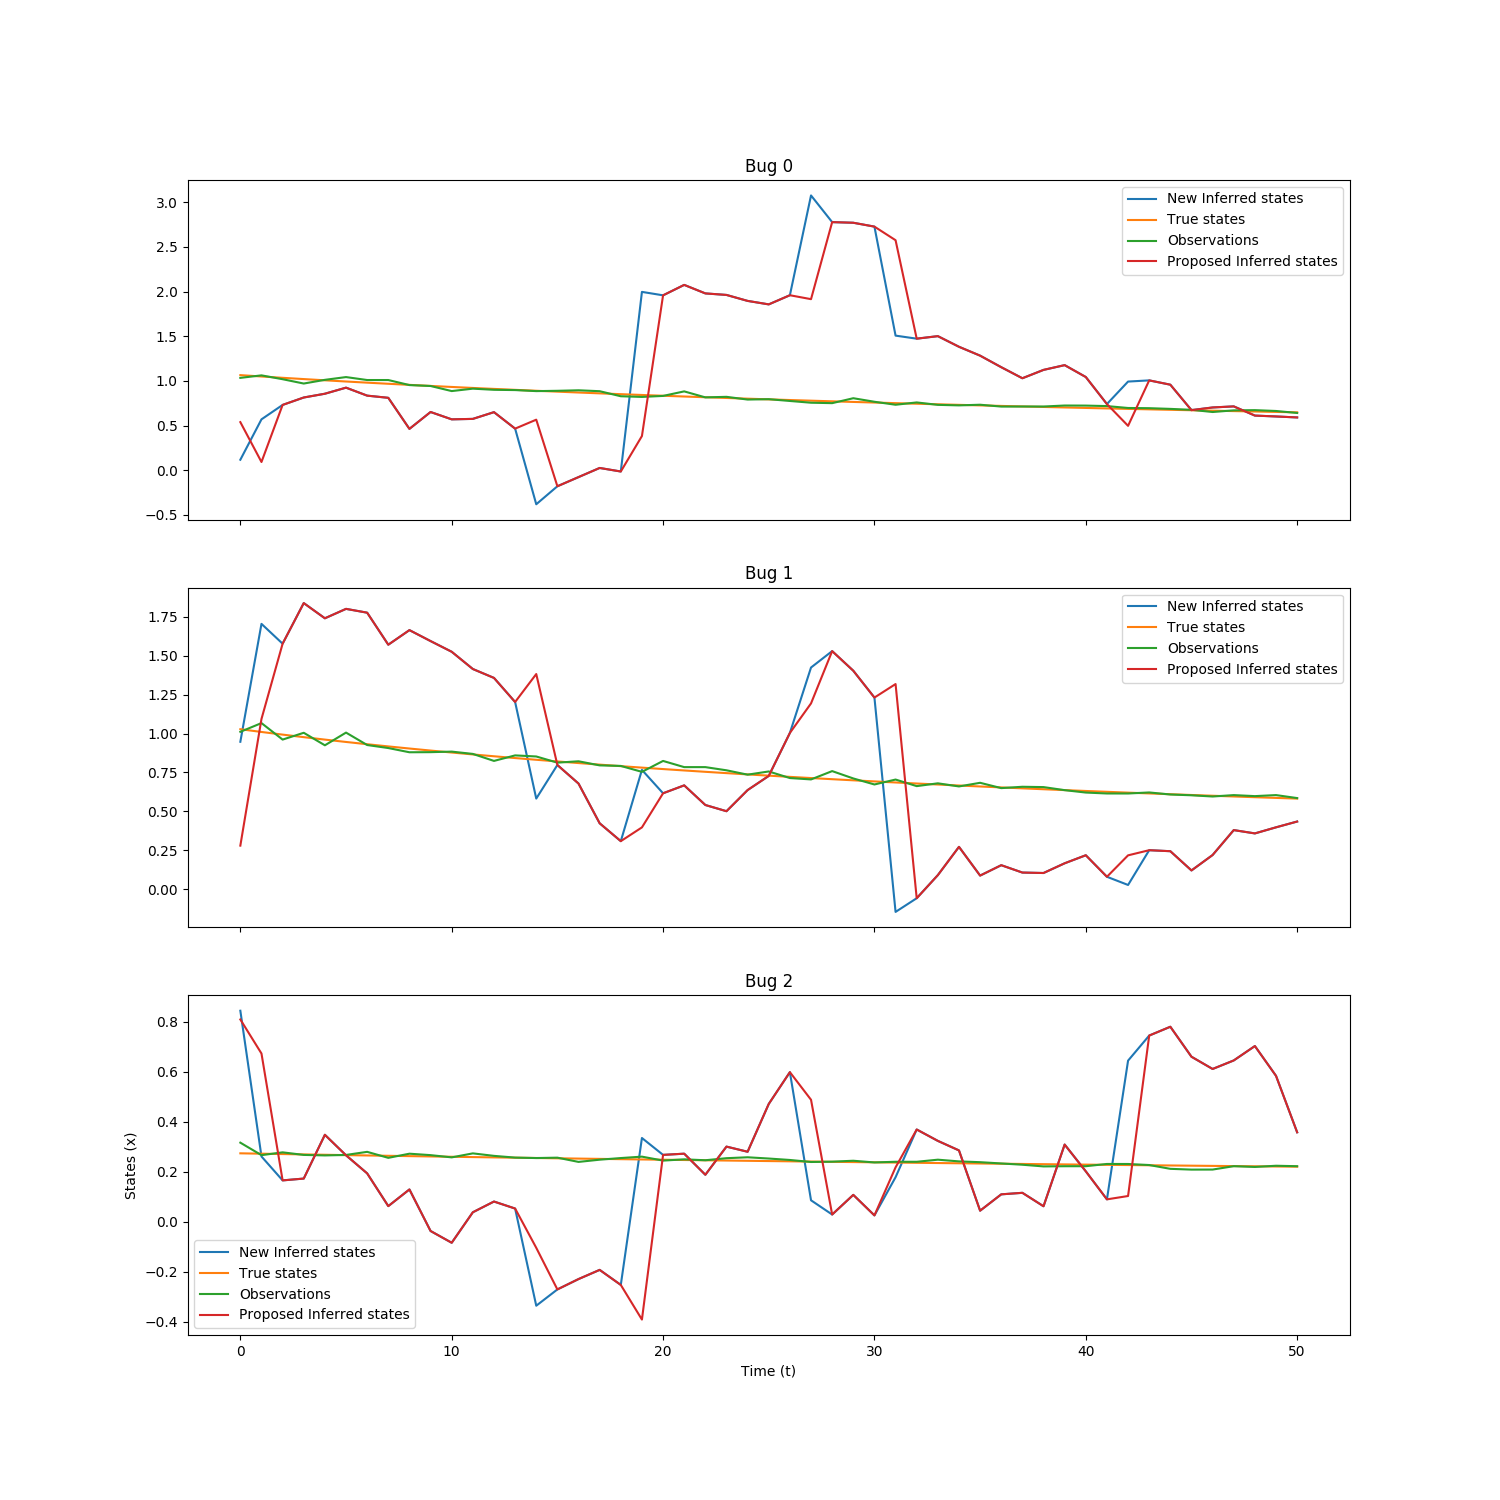 Bug 0
3.0
2.5
2.0
1.5
1.0
0.5
0.0
−0.5
New Inferred states
True states
Observations
Proposed Inferred states
Bug 1
1.75
1.50
1.25
1.00
0.75
0.50
0.25
0.00
New Inferred states
True states
Observations
Proposed Inferred states
Bug 2
States (x)
0.8
0.6
0.4
0.2
0.0
−0.2
−0.4
New Inferred states
True states
Observations
Proposed Inferred states
0 10 20 30 40 50
Time (t)